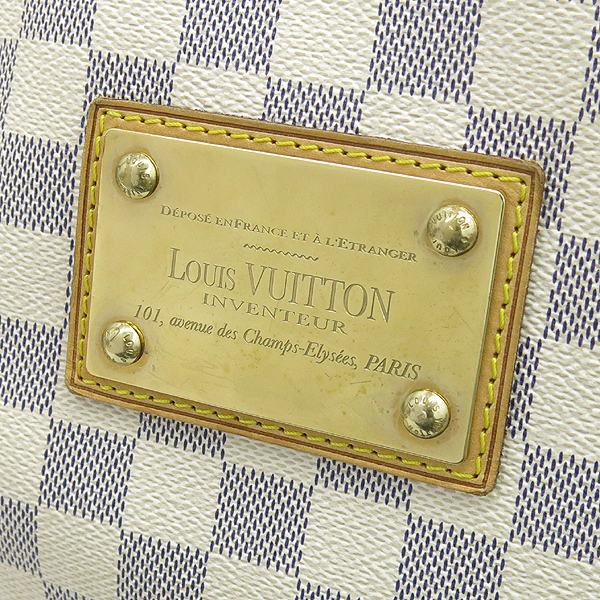 DÉPOSÉ EN FRANCE ET À L'ETRANGER
LOUIS VUITTON
INVENTEUR
101, avenue des Champs-Elysées, PARIS